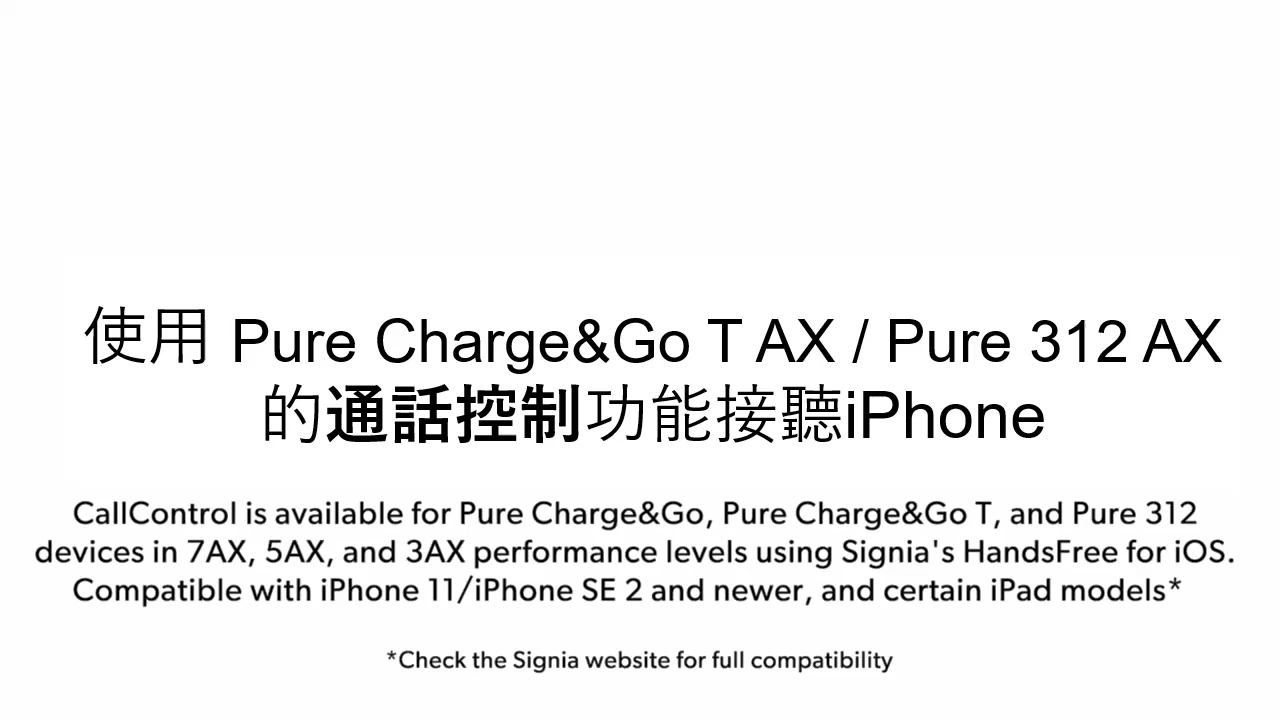 使用 Pure Charge&Go T AX / Pure 312 AX
的通話控制功能接聽iPhone
CallControl is available for Pure Charge&Go, Pure Charge&Go T, and Pure 312
devices in 7AX, 5AX, and 3AX performance levels using Signia's HandsFree for iOS.
Compatible with iPhone 11/iPhone SE 2 and newer, and certain iPad models*
*Check the Signia website for full compatibility